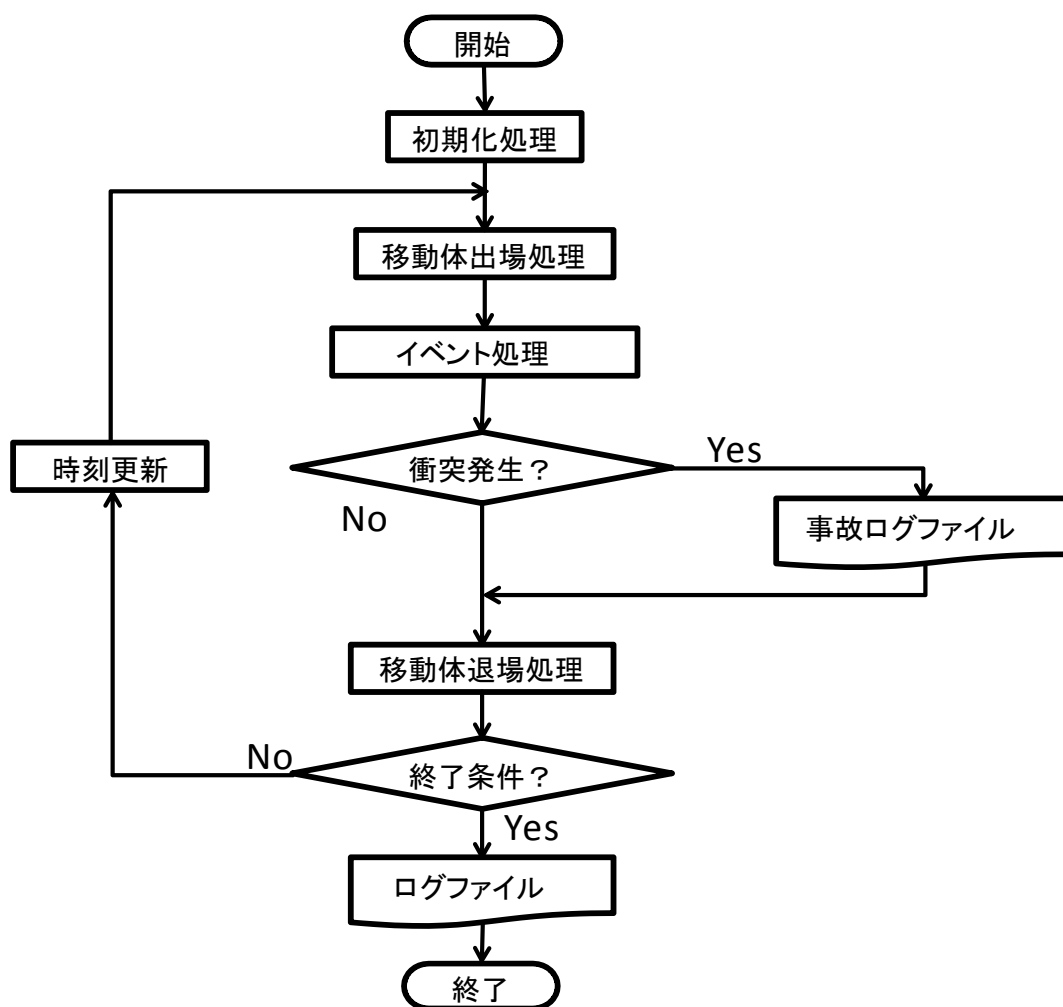 開始
初期化処理
移動体出場処理
イベント処理
時刻更新
衝突発生？
Yes
No
事故ログファイル
移動体退場処理
No
終了条件？
Yes
ログファイル
終了